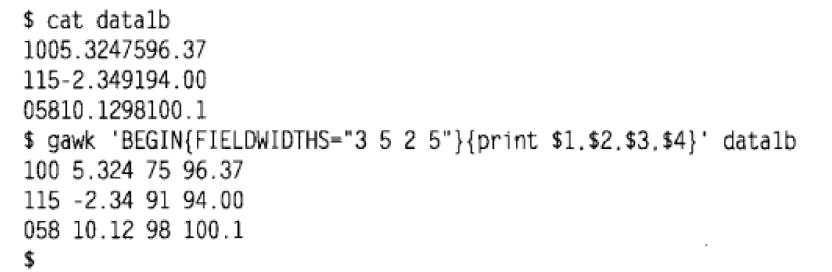 $ cat data1b
1005.3247596.37
115-2.349194.00
05810.1298100.1
$ gawk 'BEGIN{FIELDWIDTHS="3 5 2 5"}{print $1,$2,$3,$4}' data1b
100 5.324 75 96.37
115 -2.34 91 94.00
058 10.12 98 100.1
$